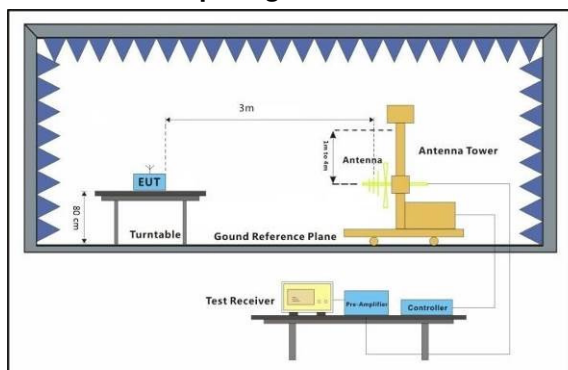 3m
1m to 4m
Antenna
Antenna Tower
EUT
80 cm
Turntable
Gound Reference Plane
Test Receiver
Pre-Amplifier
Controller